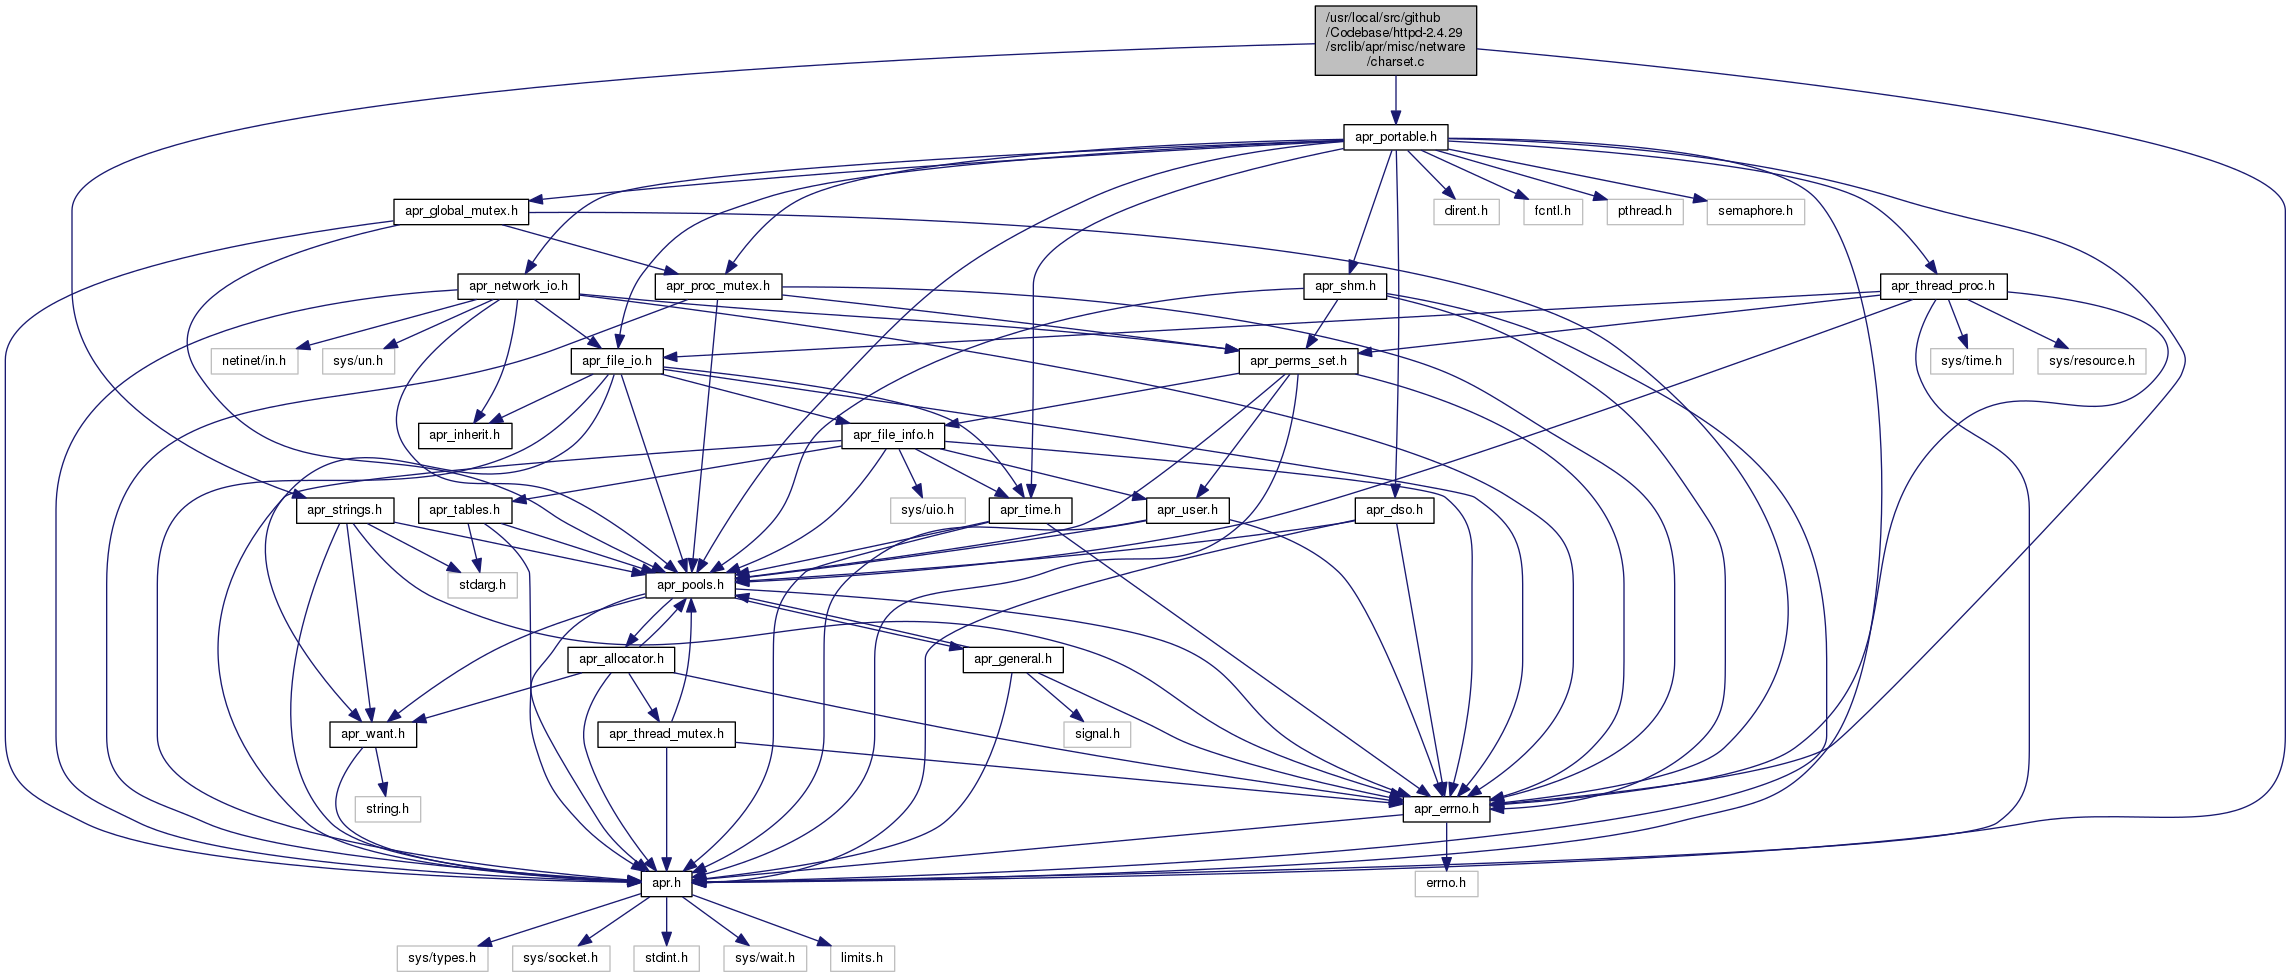 /usr/local/src/github
/Codebase/httpd-2.4.29
/srclib/apr/misc/netware
/charset.c
apr_portable.h
apr_global_mutex.h
dirent.h
fcntl.h
pthread.h
semaphore.h
apr_network_io.h
apr_proc_mutex.h
apr_shm.h
apr_thread_proc.h
netinet/in.h
sys/un.h
apr_file_io.h
apr_perms_set.h
sys/time.h
sys/resource.h
apr_inherit.h
apr_file_info.h
apr_strings.h
apr_tables.h
sys/uio.h
apr_time.h
apr_user.h
apr_dso.h
stdarg.h
apr_pools.h
apr_allocator.h
apr_general.h
apr_want.h
apr_thread_mutex.h
signal.h
string.h
apr_errno.h
apr.h
errno.h
sys/types.h
sys/socket.h
stdint.h
sys/wait.h
limits.h